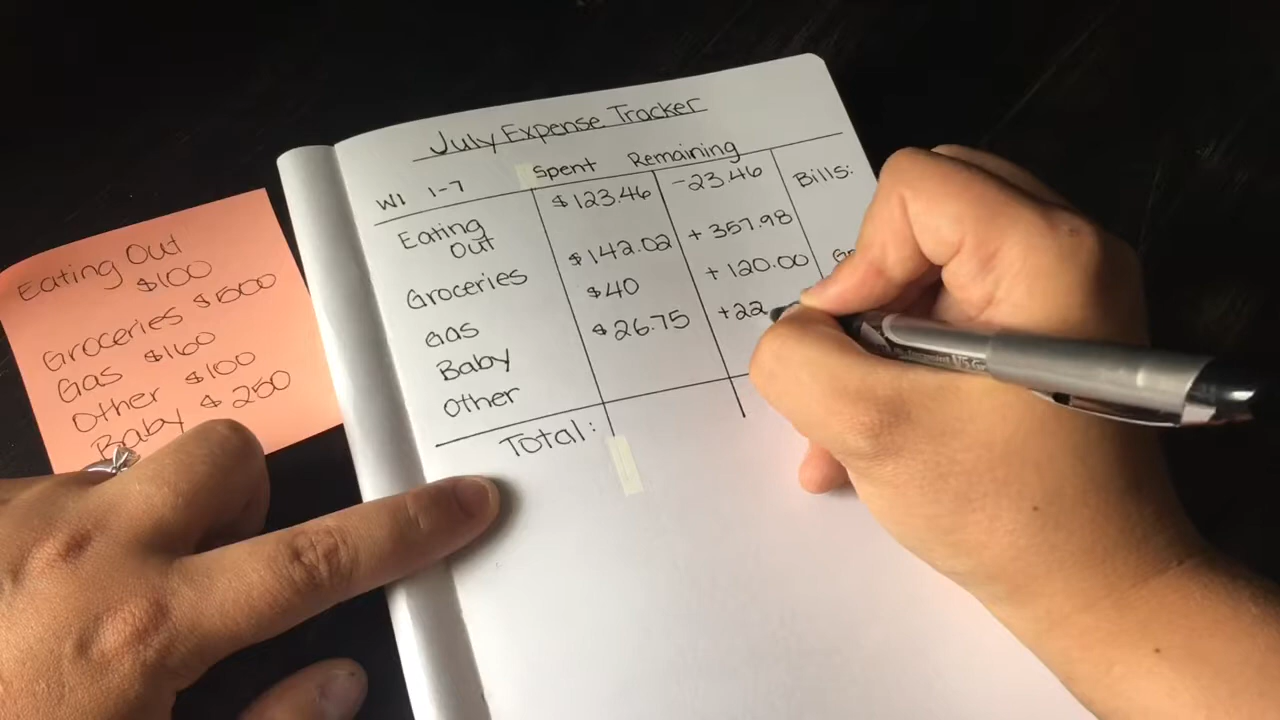 July Expense Tracker
W1 1-7 Spent Remaining
Eating Out $123.46 -23.46 Bills:
Groceries $142.02 +357.98
Gas $40 +120.00
Baby $26.75 +22
Other
Total:
Eating Out
$100
Groceries $500
Gas $160
Other $100
Baby $250